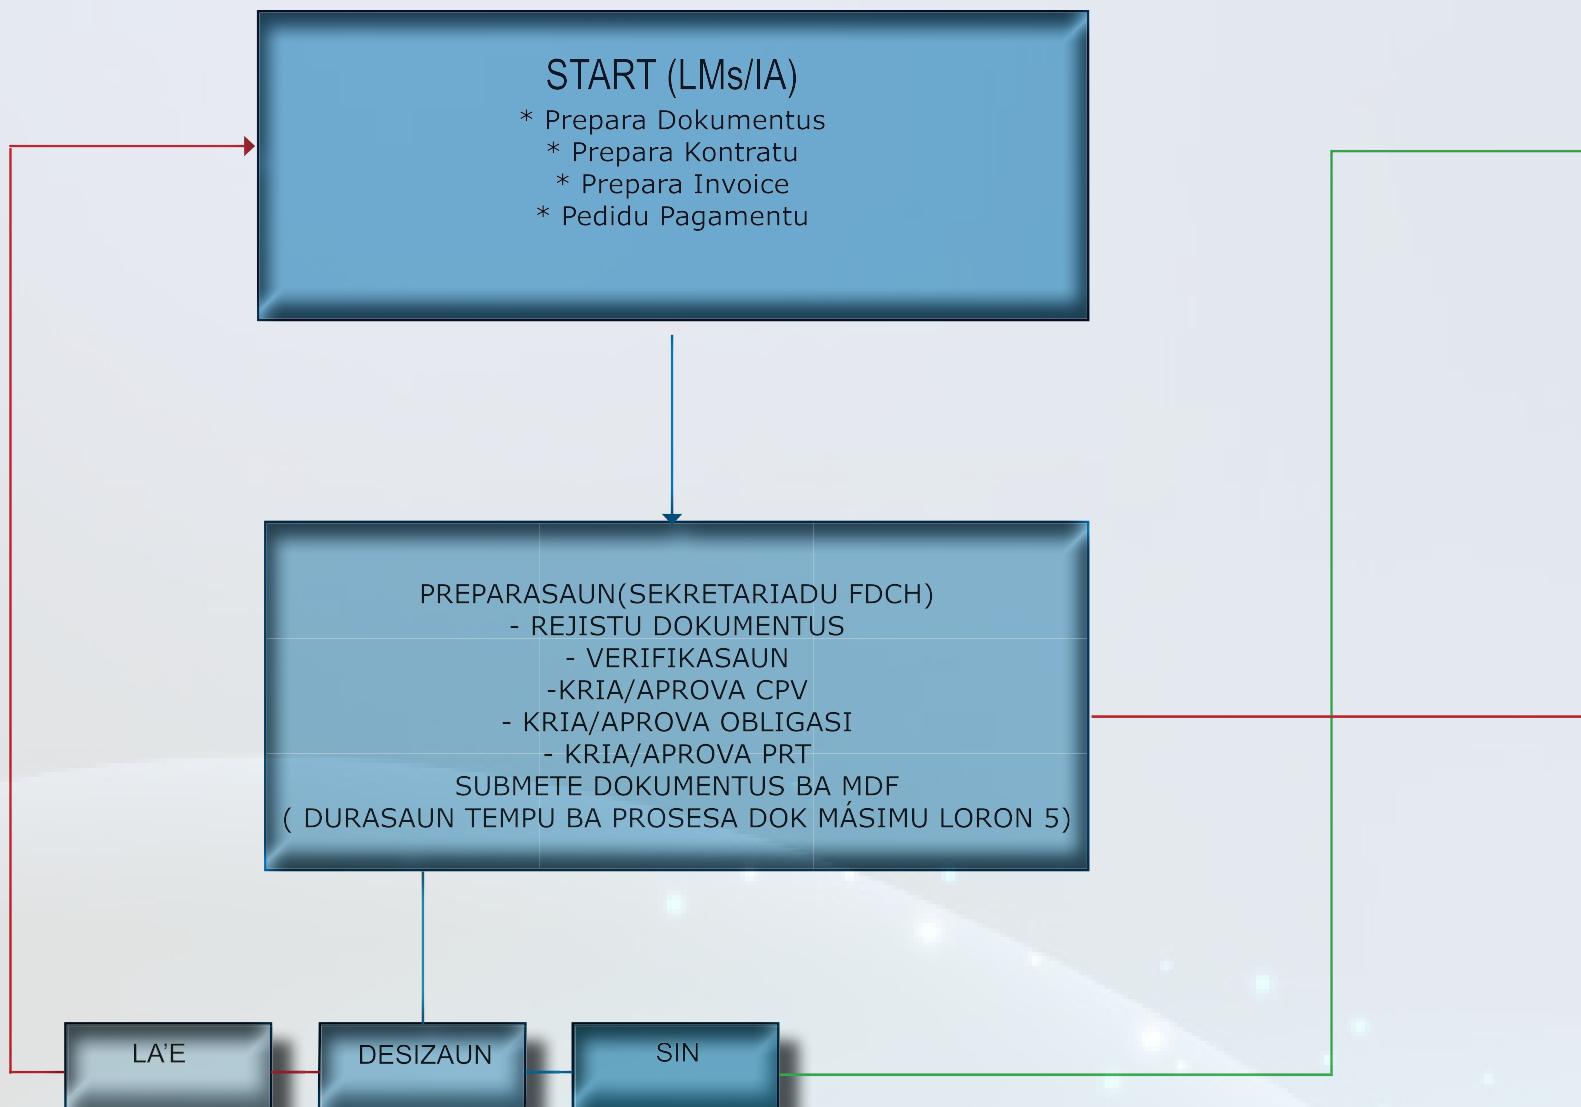 START (LMs/IA)
* Prepara Dokumentus
* Prepara Kontratu
* Prepara Invoice
* Pedidu Pagamentu
PREPARASAUN(SEKRETARIADU FDCH)
- REJISTU DOKUMENTUS
- VERIFIKASAUN
-KRIA/APROVA CPV
- KRIA/APROVA OBLIGASI
- KRIA/APROVA PRT
SUBMETE DOKUMENTUS BA MDF
( DURASAUN TEMPU BA PROSESA DOK MÁSIMU LORON 5)
LA’E
DESIZAUN
SIN